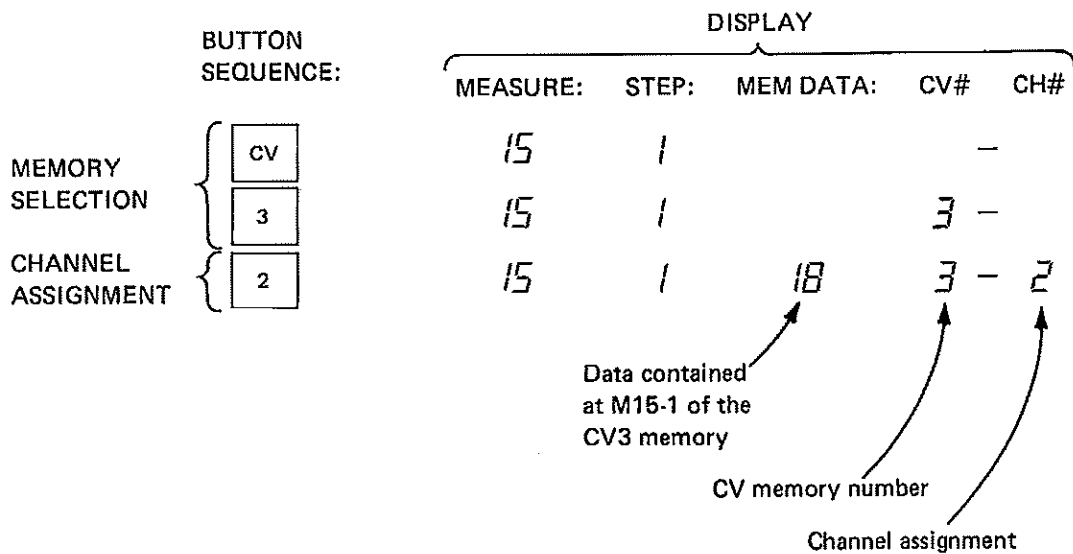 DISPLAY
BUTTON
SEQUENCE:
MEASURE: STEP: MEM DATA: CV# CH#
MEMORY
SELECTION
CV
15 1 –
3
15 1 3 –
CHANNEL
ASSIGNMENT
2
15 1 18 3 – 2
Data contained
at M15-1 of the
CV3 memory
CV memory number
Channel assignment